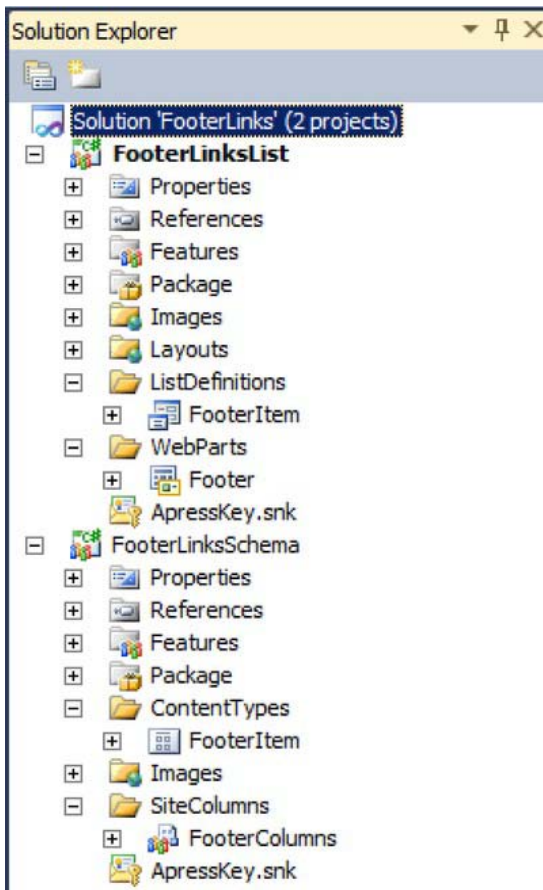 Solution Explorer
Solution 'FooterLinks' (2 projects)
FooterLinksList
Properties
References
Features
Package
Images
Layouts
ListDefinitions
FooterItem
WebParts
Footer
ApressKey.snk
FooterLinksSchema
Properties
References
Features
Package
ContentTypes
FooterItem
Images
SiteColumns
FooterColumns
ApressKey.snk